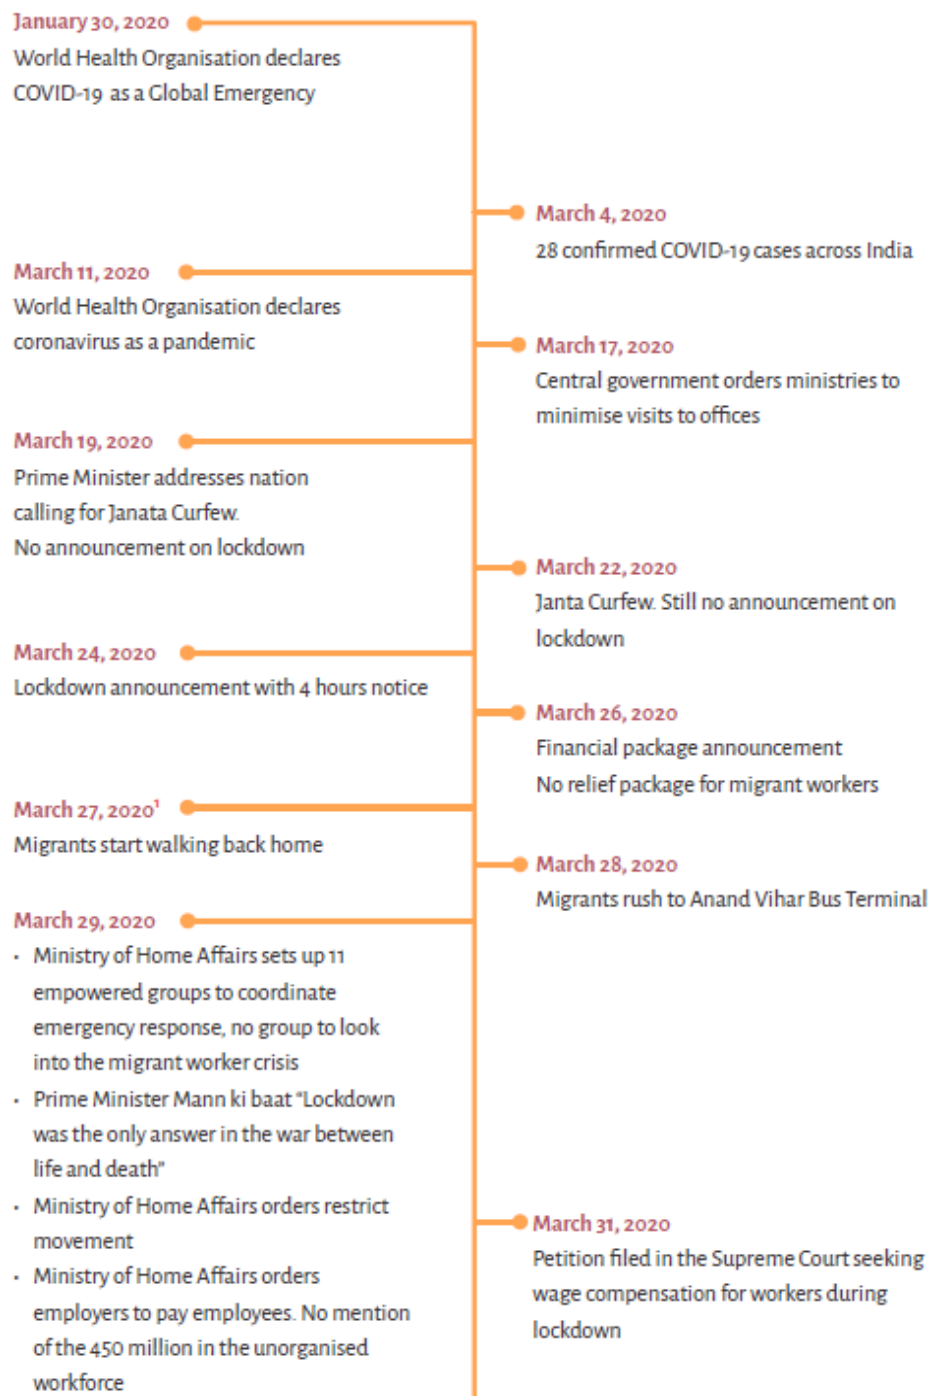 January 30, 2020
World Health Organisation declares
COVID-19 as a Global Emergency
March 4, 2020
28 confirmed COVID-19 cases across India
March 11, 2020
World Health Organisation declares
coronavirus as a pandemic
March 17, 2020
Central government orders ministries to
minimise visits to offices
March 19, 2020
Prime Minister addresses nation
calling for Janata Curfew.
No announcement on lockdown
March 22, 2020
Janta Curfew. Still no announcement on
lockdown
March 24, 2020
Lockdown announcement with 4 hours notice
March 26, 2020
Financial package announcement
No relief package for migrant workers
March 27, 2020¹
Migrants start walking back home
March 28, 2020
Migrants rush to Anand Vihar Bus Terminal
March 29, 2020
• Ministry of Home Affairs sets up 11
empowered groups to coordinate
emergency response, no group to look
into the migrant worker crisis
• Prime Minister Mann ki baat “Lockdown
was the only answer in the war between
life and death”
• Ministry of Home Affairs orders restrict
movement
• Ministry of Home Affairs orders
employers to pay employees. No mention
of the 450 million in the unorganised
workforce
March 31, 2020
Petition filed in the Supreme Court seeking
wage compensation for workers during
lockdown